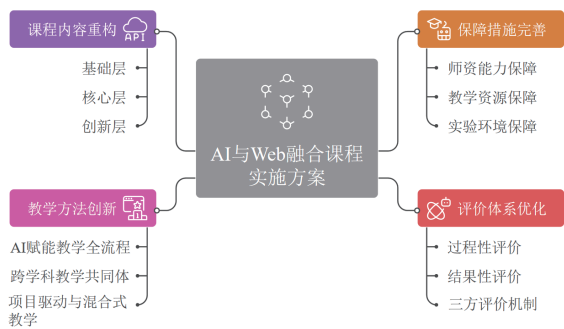 课程内容重构
API
基础层
核心层
创新层
保障措施完善
师资能力保障
教学资源保障
实验环境保障
AI与Web融合课程
实施方案
教学方法创新
AI赋能教学全流程
跨学科教学共同体
项目驱动与混合式
教学
评价体系优化
过程性评价
结果性评价
三方评价机制